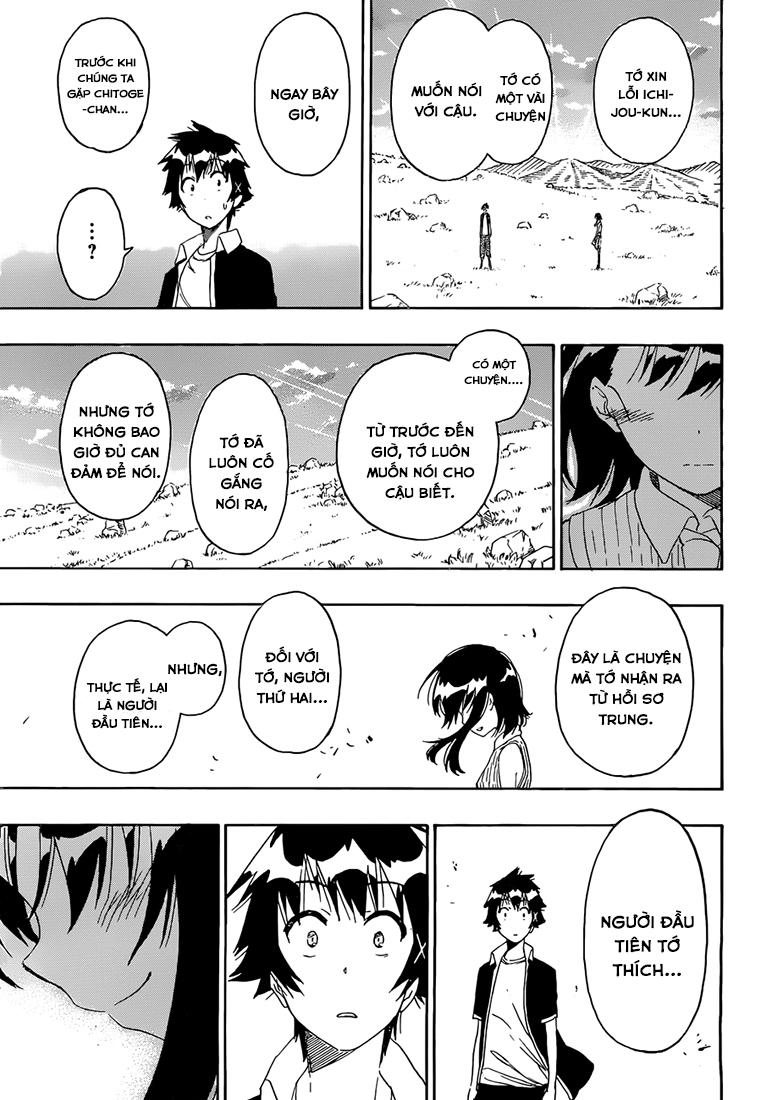 TỚ XIN
LỖI ICHI-
JOU-KUN...
TỚ CÓ
MỘT VÀI
CHUYỆN
MUỐN NÓI
VỚI CẬU.
NGAY BÂY
GIỜ,
TRƯỚC KHI
CHÚNG TA
GẶP CHITOGE
-CHAN...
...?
CÓ MỘT
CHUYỆN....
TỪ TRƯỚC ĐẾN
GIỜ, TỚ LUÔN
MUỐN NÓI CHO
CẬU BIẾT.
TỚ ĐÃ
LUÔN CỐ
GẮNG
NÓI RA,
NHƯNG TỚ
KHÔNG BAO
GIỜ ĐỦ CAN
ĐẢM ĐỂ NÓI.
ĐÂY LÀ CHUYỆN
MÀ TỚ NHẬN RA
TỪ HỒI SƠ
TRUNG.
ĐỐI VỚI
TỚ, NGƯỜI
THỨ HAI...
NHƯNG,
THỰC TẾ, LẠI
LÀ NGƯỜI
ĐẦU TIÊN...
NGƯỜI ĐẦU
TIÊN TỚ
THÍCH...